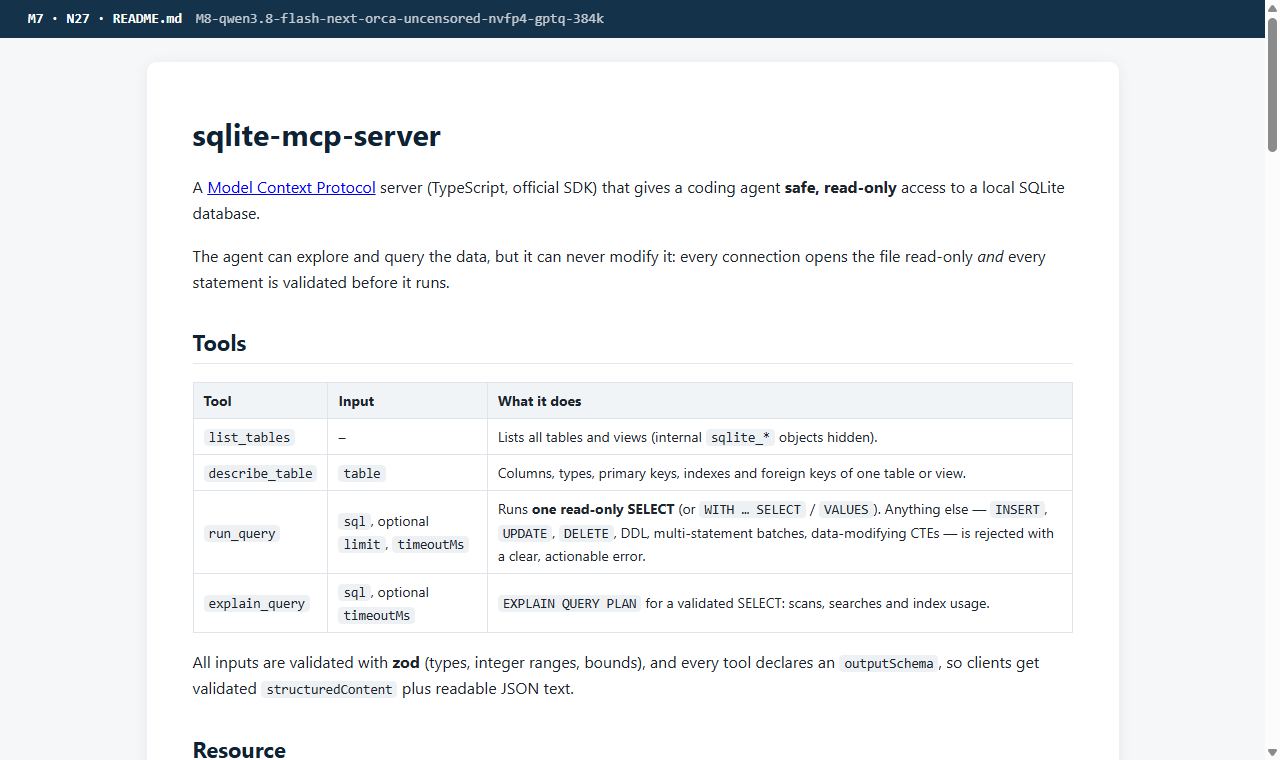 M7 • N27 • README.md M8-qwen3.8-flash-next-orca-uncensored-nvfp4-gptq-384k
sqlite-mcp-server
A Model Context Protocol server (TypeScript, official SDK) that gives a coding agent safe, read-only access to a local SQLite
database.
The agent can explore and query the data, but it can never modify it: every connection opens the file read-only and every
statement is validated before it runs.
Tools
Tool Input What it does
list_tables – Lists all tables and views (internal sqlite_* objects hidden).
describe_table table Columns, types, primary keys, indexes and foreign keys of one table or view.
run_query sql, optional
limit, timeoutMs
Runs one read-only SELECT (or WITH … SELECT / VALUES). Anything else — INSERT,
UPDATE, DELETE, DDL, multi-statement batches, data-modifying CTEs — is rejected with
a clear, actionable error.
explain_query sql, optional
timeoutMs
EXPLAIN QUERY PLAN for a validated SELECT: scans, searches and index usage.
All inputs are validated with zod (types, integer ranges, bounds), and every tool declares an outputSchema, so clients get
validated structuredContent plus readable JSON text.
Resource